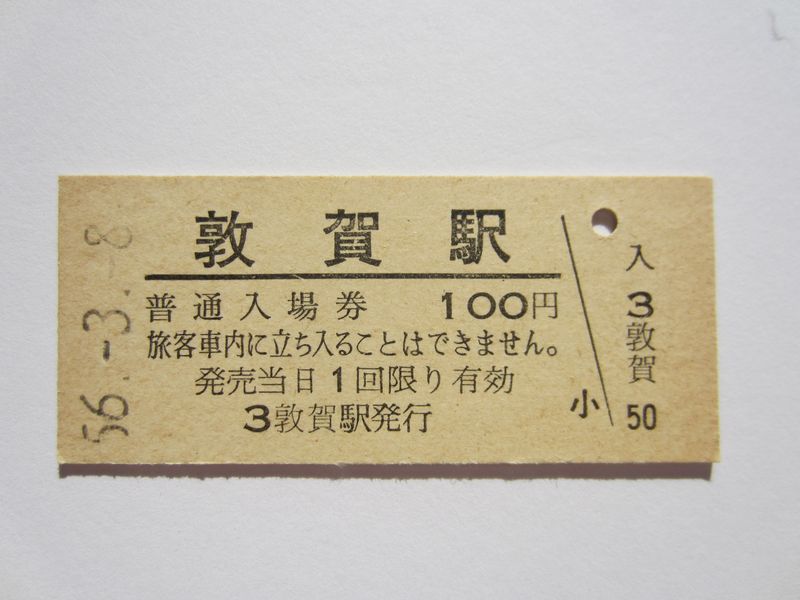 敦賀駅
普通入場券 100円
旅客車内に立ち入ることはできません。
発売当日1回限り有効
3敦賀駅発行
56.-3.-8
小
入
3
敦賀
50